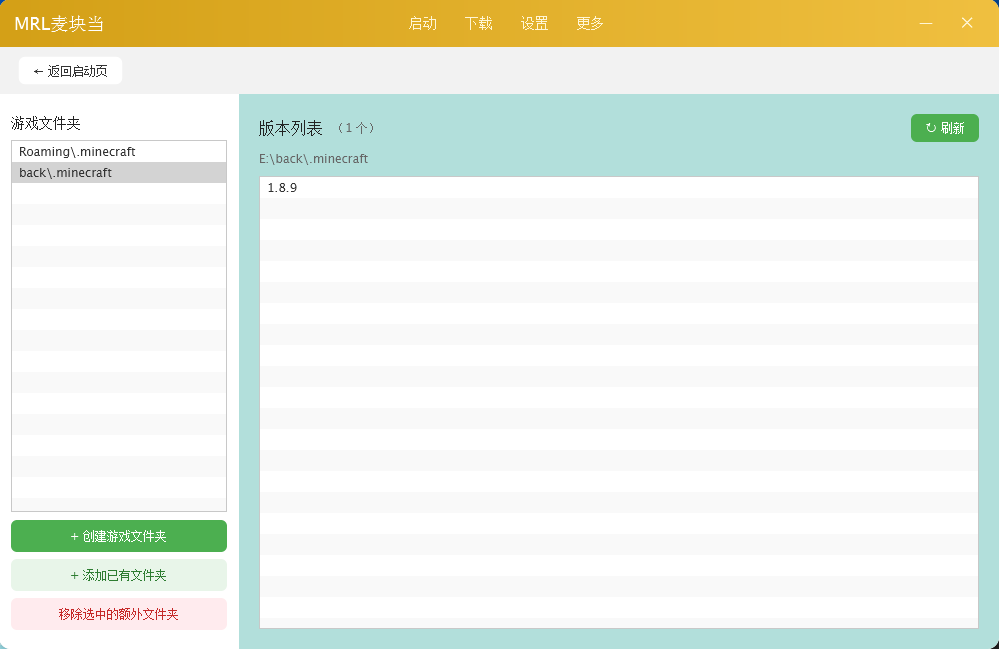 MRL麦块当
启动 下载 设置 更多
← 返回启动页
游戏文件夹
Roaming\.minecraft
back\.minecraft
+ 创建游戏文件夹
+ 添加已有文件夹
移除选中的额外文件夹
版本列表 （1 个）
↻ 刷新
E:\back\.minecraft
1.8.9